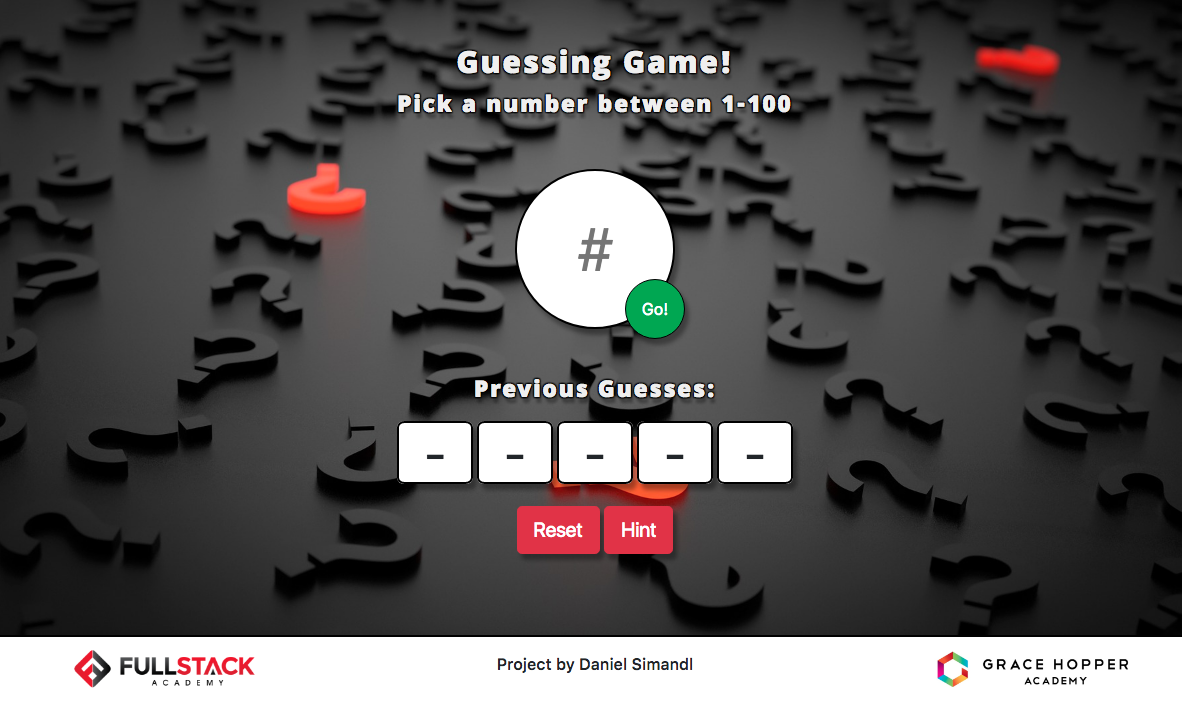 Guessing Game!
Pick a number between 1-100
#
Go!
Previous Guesses:
- - - - -
Reset Hint
FULLSTACK
ACADEMY
Project by Daniel Simandl
GRACE HOPPER
ACADEMY